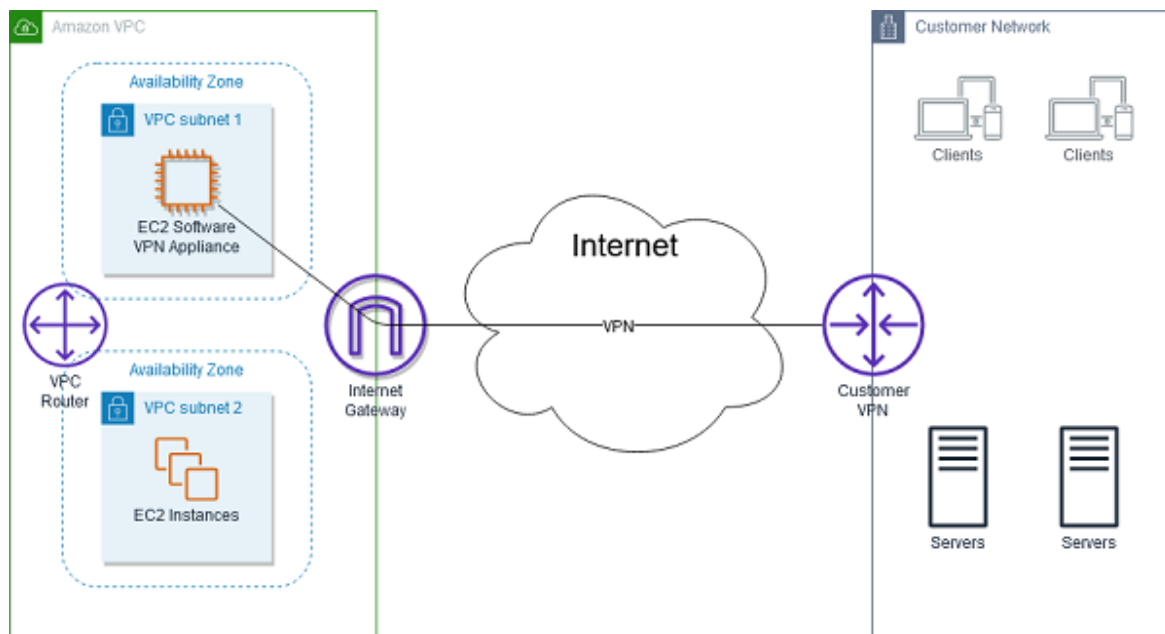 Amazon VPC
Customer Network
Availability Zone
VPC subnet 1
EC2 Software
VPN Appliance
Clients
Clients
Internet
VPN
VPC
Router
Internet
Gateway
Customer
VPN
Availability Zone
VPC subnet 2
EC2 Instances
Servers
Servers